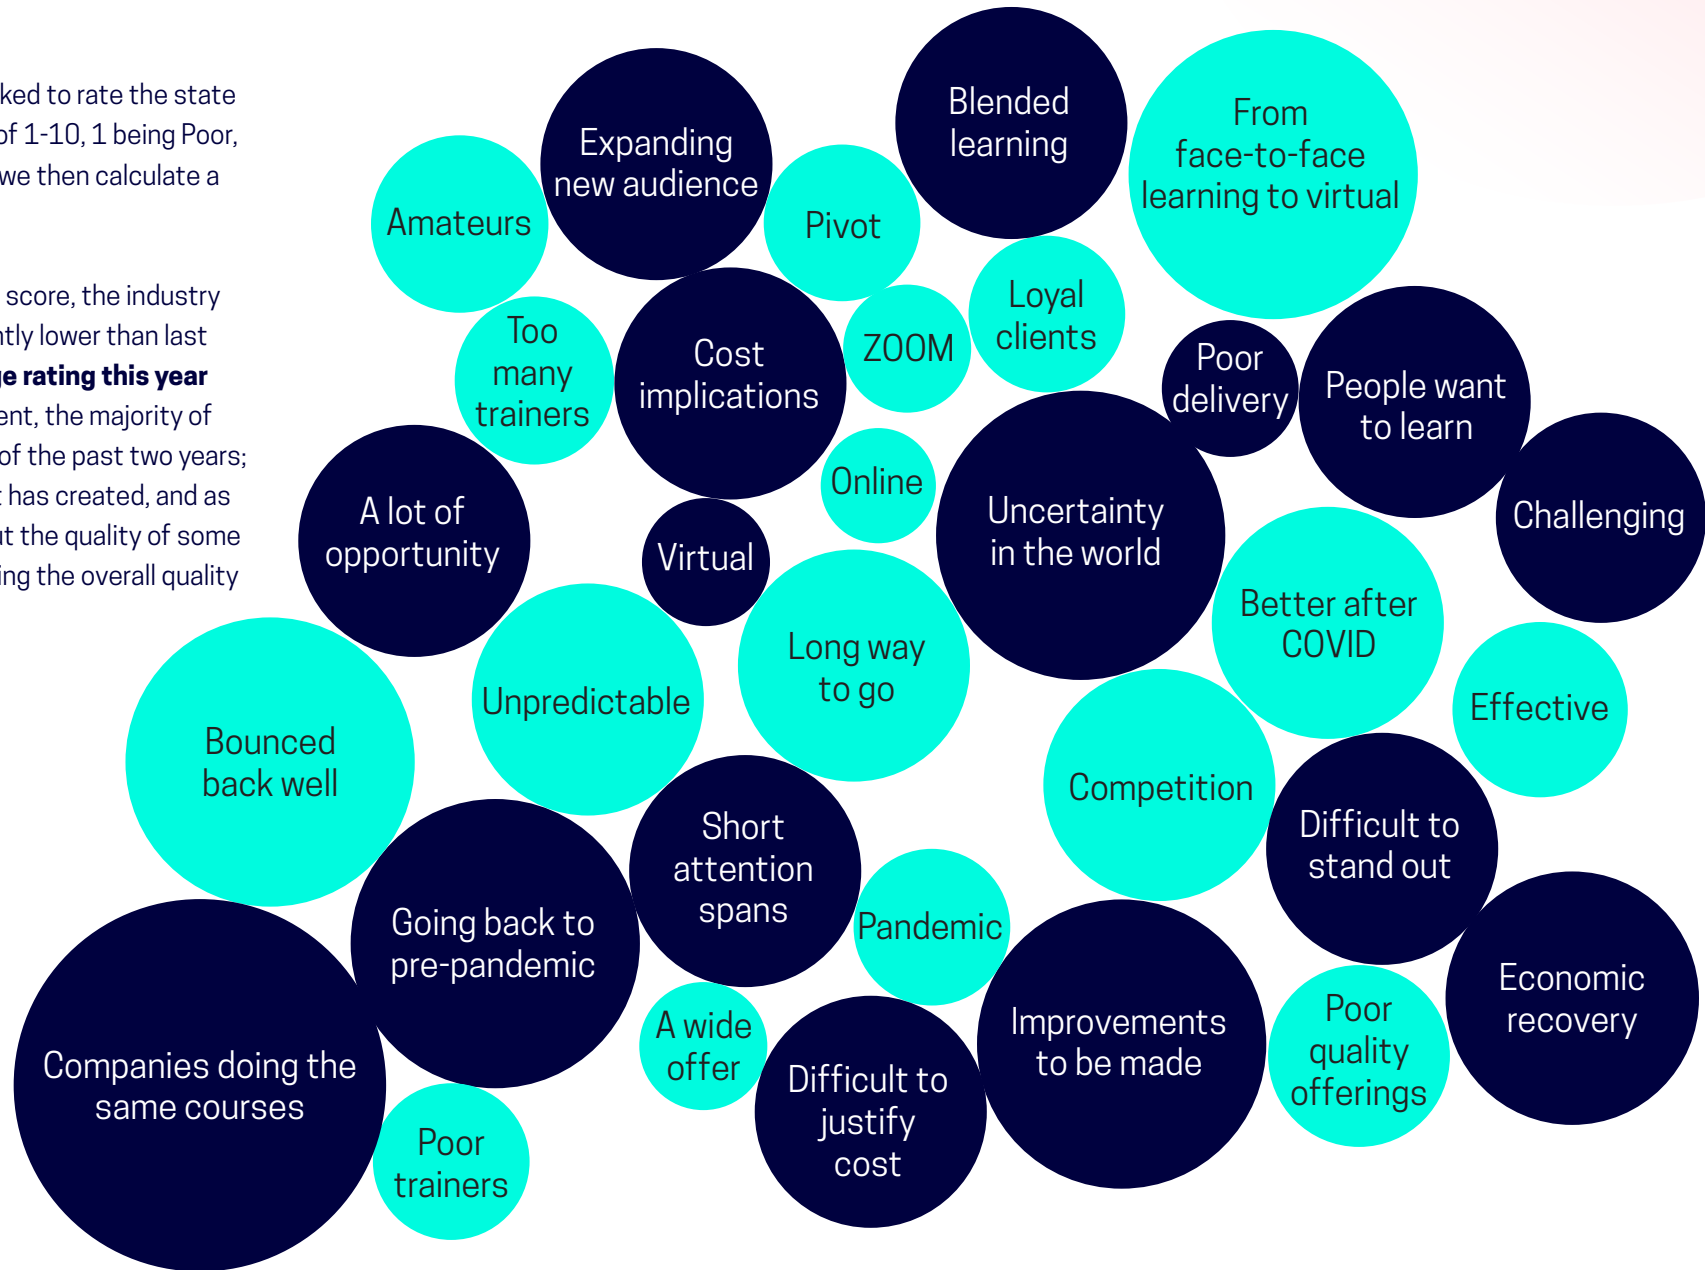 ked to rate the state
of 1-10, 1 being Poor,
we then calculate a
score, the industry
ntly lower than last
ge rating this year
ent, the majority of
of the past two years;
t has created, and as
ut the quality of some
ing the overall quality
Blended
learning
From
face-to-face
learning to virtual
Expanding
new audience
Amateurs
Pivot
Loyal
clients
Too
many
trainers
Cost
implications
ZOOM
Poor
delivery
People want
to learn
A lot of
opportunity
Online
Uncertainty
in the world
Challenging
Virtual
Better after
COVID
Long way
to go
Unpredictable
Effective
Bounced
back well
Competition
Short
attention
spans
Difficult to
stand out
Going back to
pre-pandemic
Pandemic
Economic
recovery
A wide
offer
Improvements
to be made
Poor
quality
offerings
Companies doing the
same courses
Difficult to
justify
cost
Poor
trainers